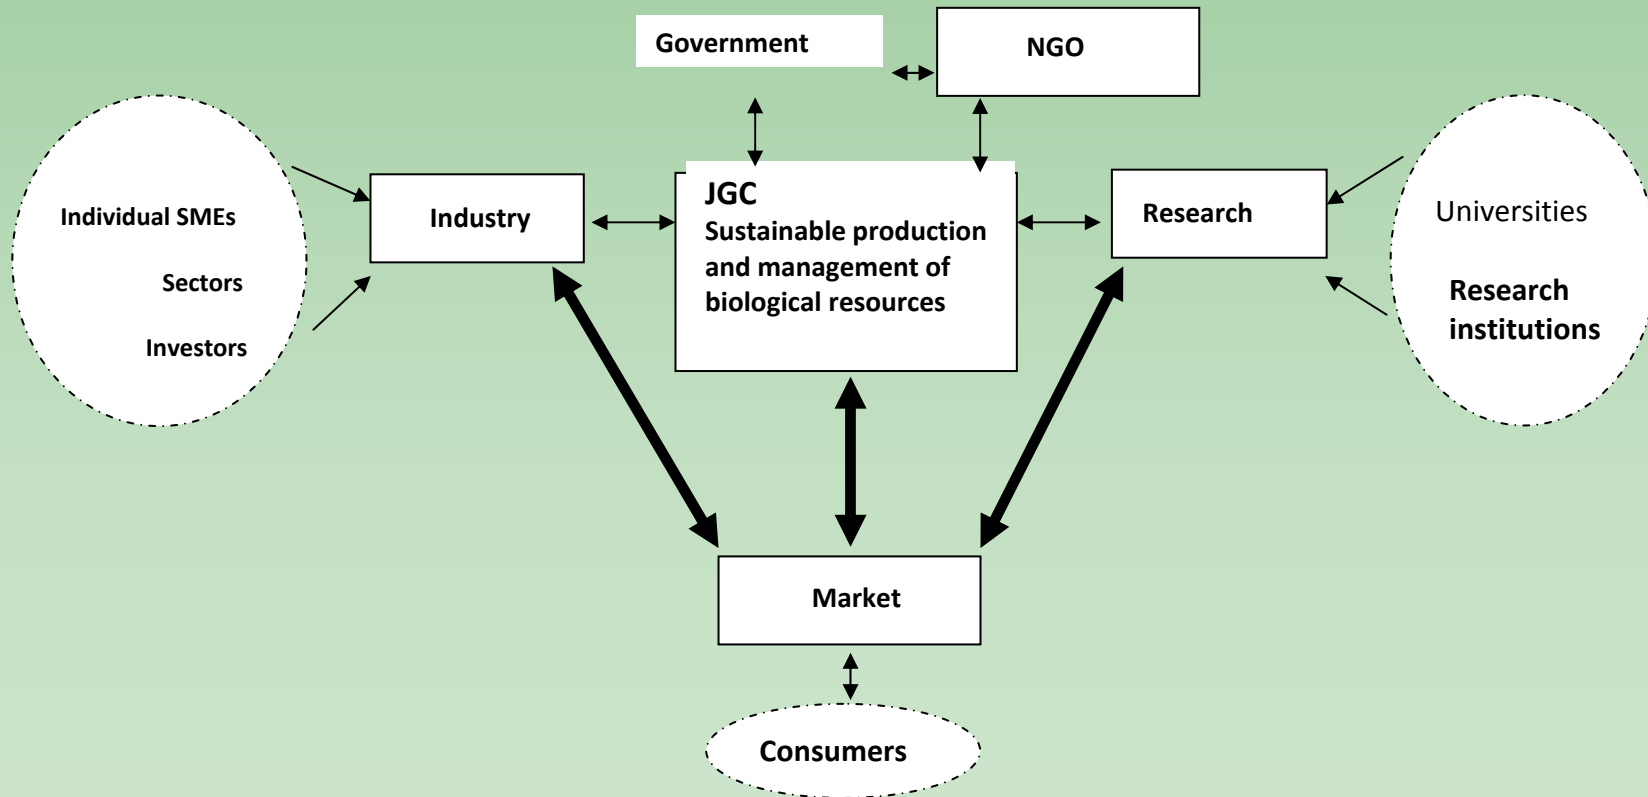 Government
NGO
JGC
Sustainable production
and management of
biological resources
Industry
Research
Individual SMEs
Sectors
Investors
Universities
Research
institutions
Market
Consumers